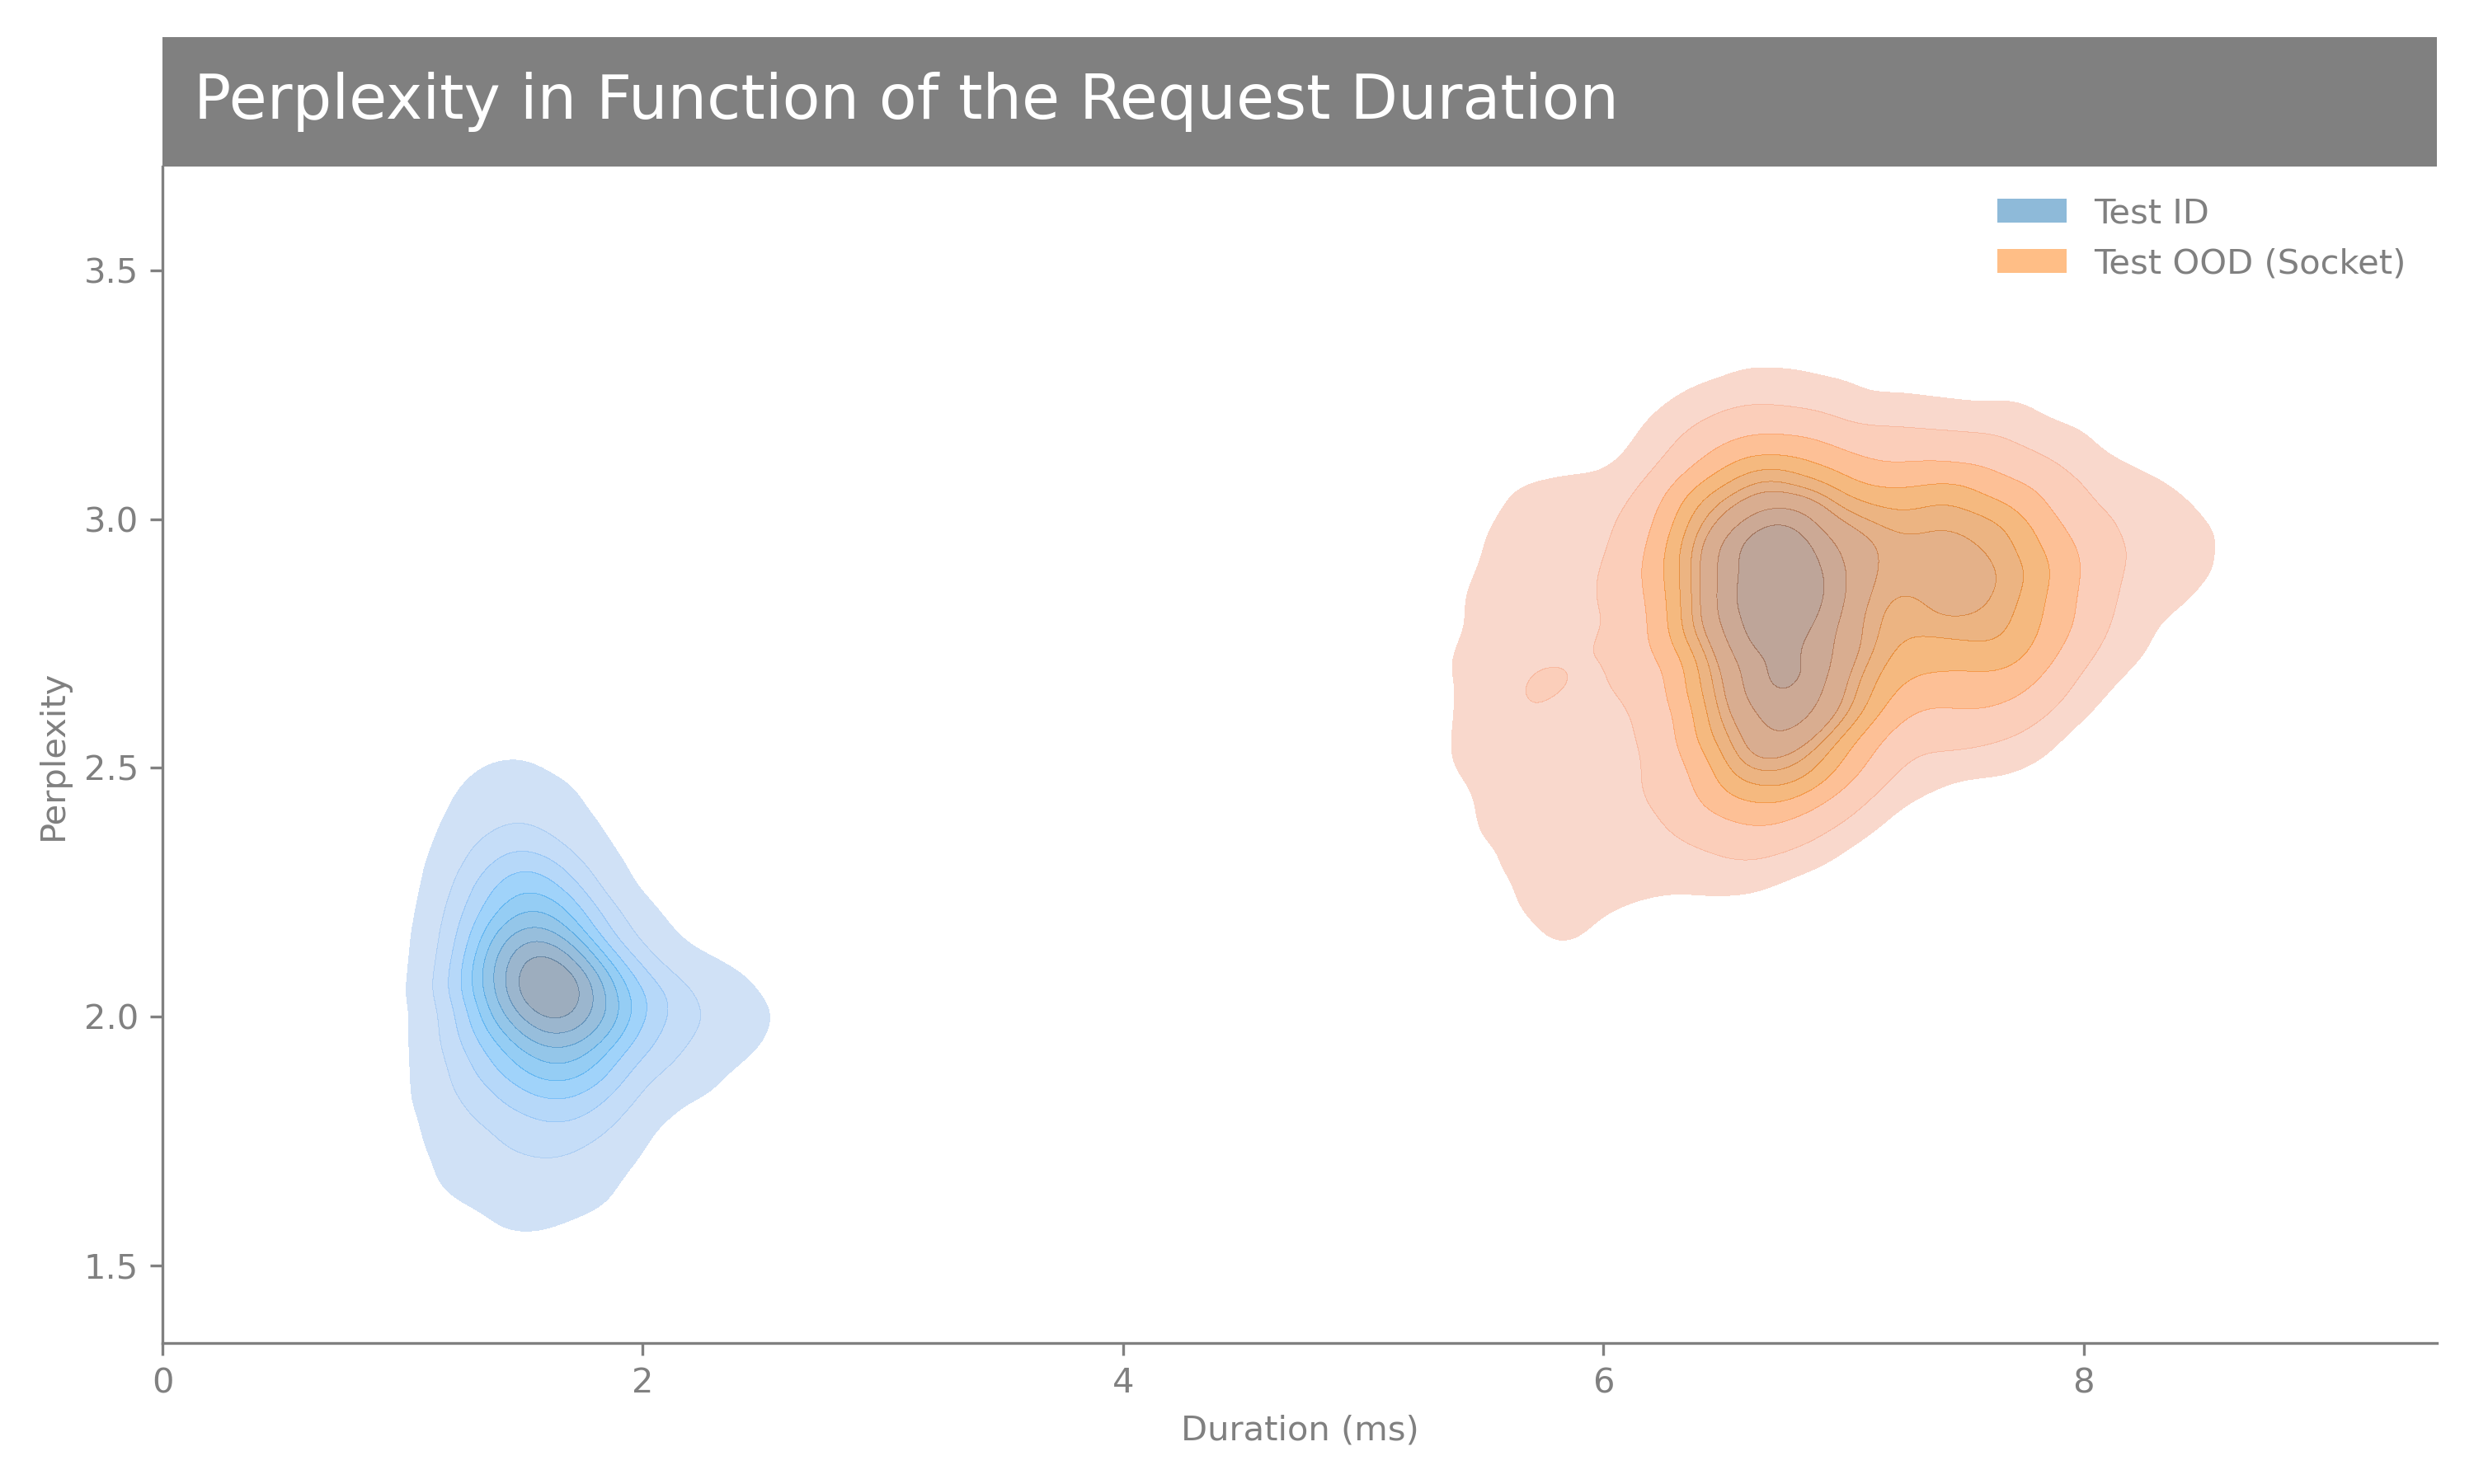 Perplexity in Function of the Request Duration
Test ID
Test OOD (Socket)
3.5
3.0
2.5
2.0
1.5
Perplexity
0 2 4 6 8
Duration (ms)